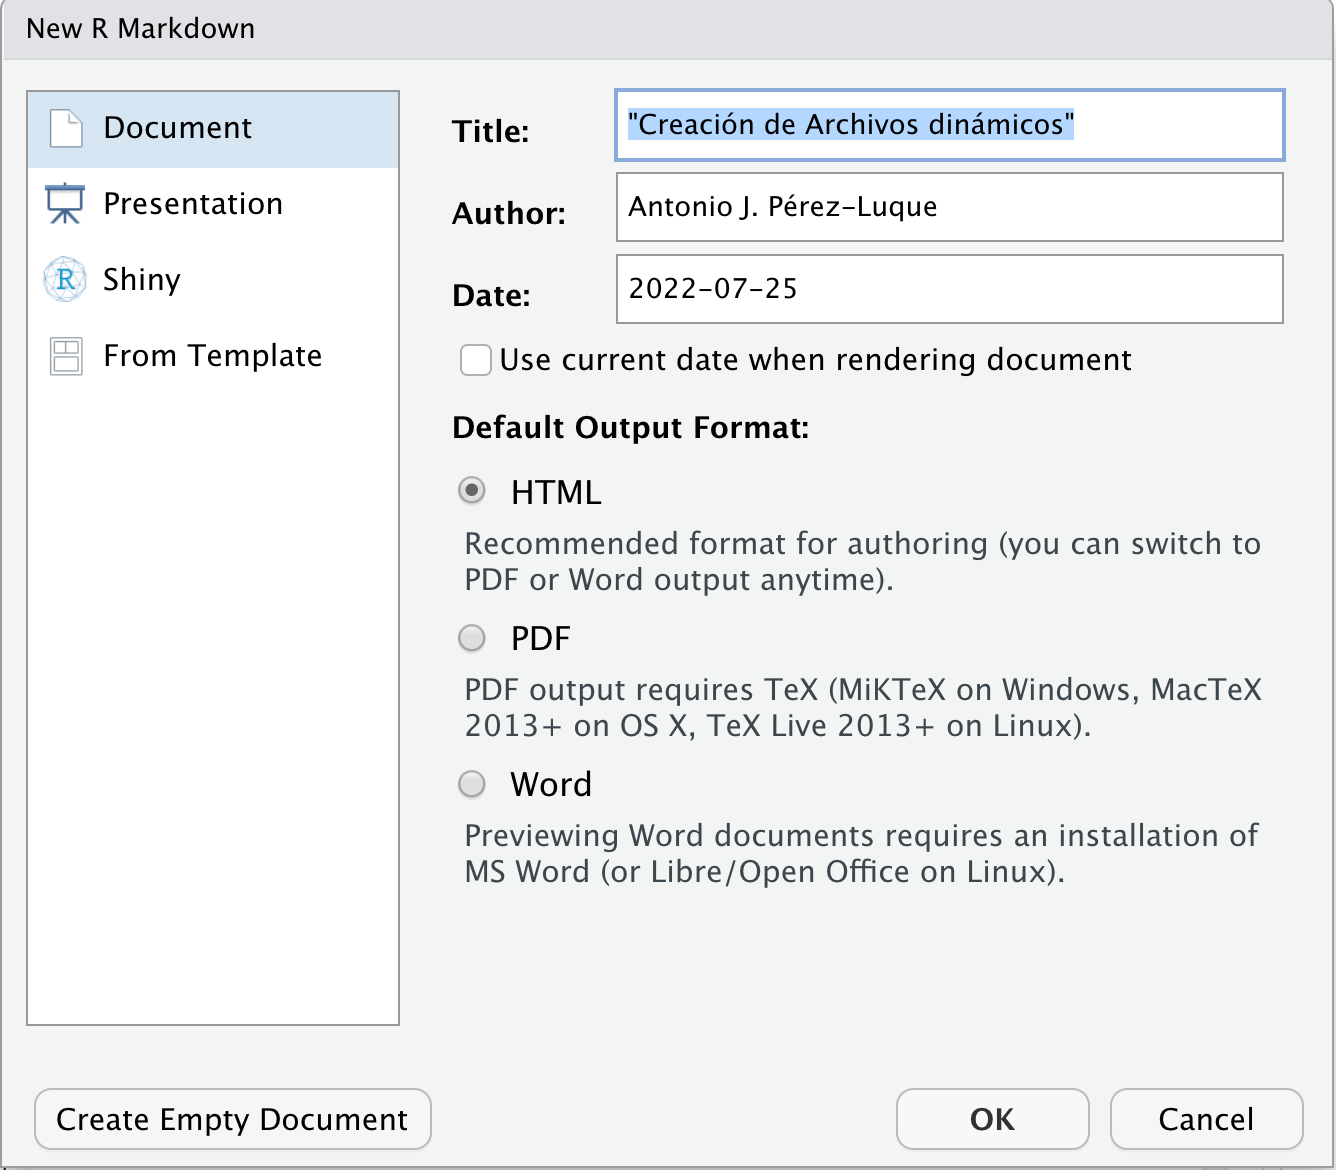 New R Markdown
Document
Presentation
Shiny
From Template
Title:
"Creación de Archivos dinámicos"
Author:
Antonio J. Pérez-Luque
Date:
2022-07-25
Use current date when rendering document
Default Output Format:
HTML
Recommended format for authoring (you can switch to
PDF or Word output anytime).
PDF
PDF output requires TeX (MiKTeX on Windows, MacTeX
2013+ on OS X, TeX Live 2013+ on Linux).
Word
Previewing Word documents requires an installation of
MS Word (or Libre/Open Office on Linux).
Create Empty Document
OK
Cancel